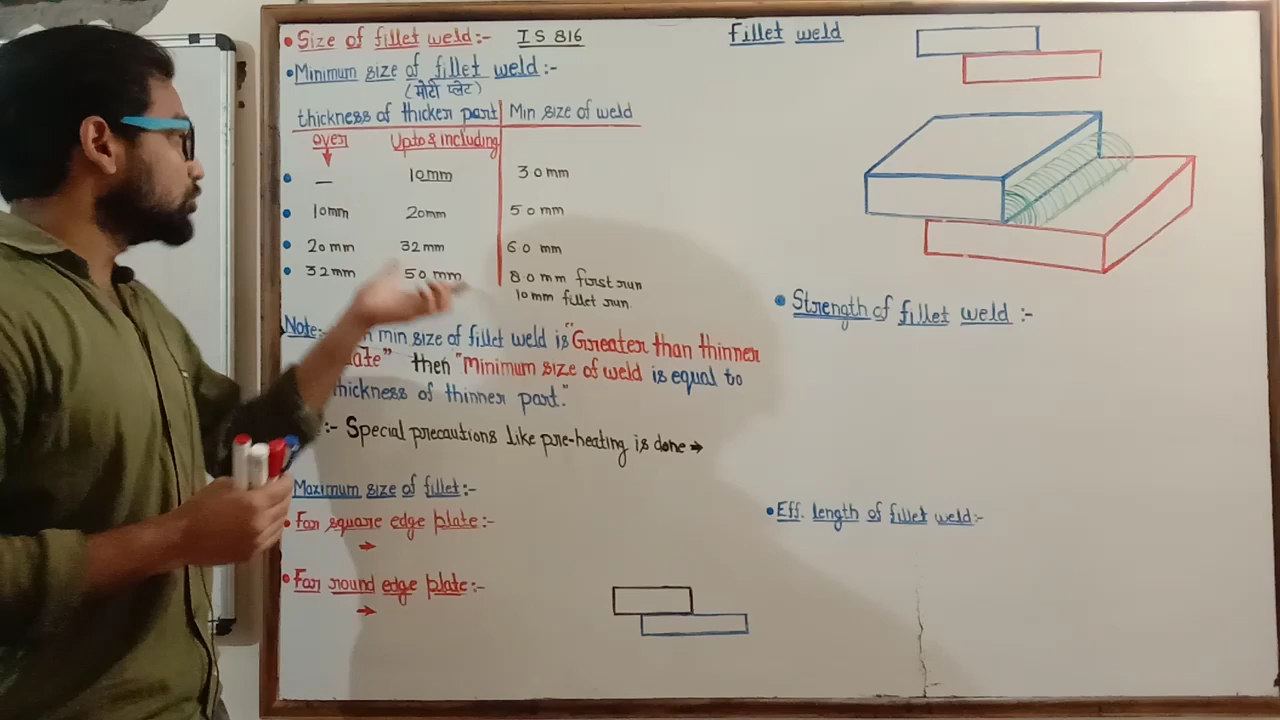 • Size of fillet weld:- IS 816
• Minimum size of fillet weld:-
(मोटी प्लेट)
thickness of thicker part Min size of weld
over Upto & including
• — 10mm 3.0 mm
• 10mm 20mm 5.0 mm
• 20 mm 32 mm 6.0 mm
• 32mm 50 mm 8.0 mm first run
10mm fillet run.
Note:- min size of fillet weld is "Greater than thinner
then "Minimum size of weld is equal to
thickness of thinner part."
:- Special precautions like pre-heating is done →
Maximum size of fillet:-
• For square edge plate:-
→
• For round edge plate:-
→
Fillet weld
• Strength of fillet weld :-
• Eff. length of fillet weld:-